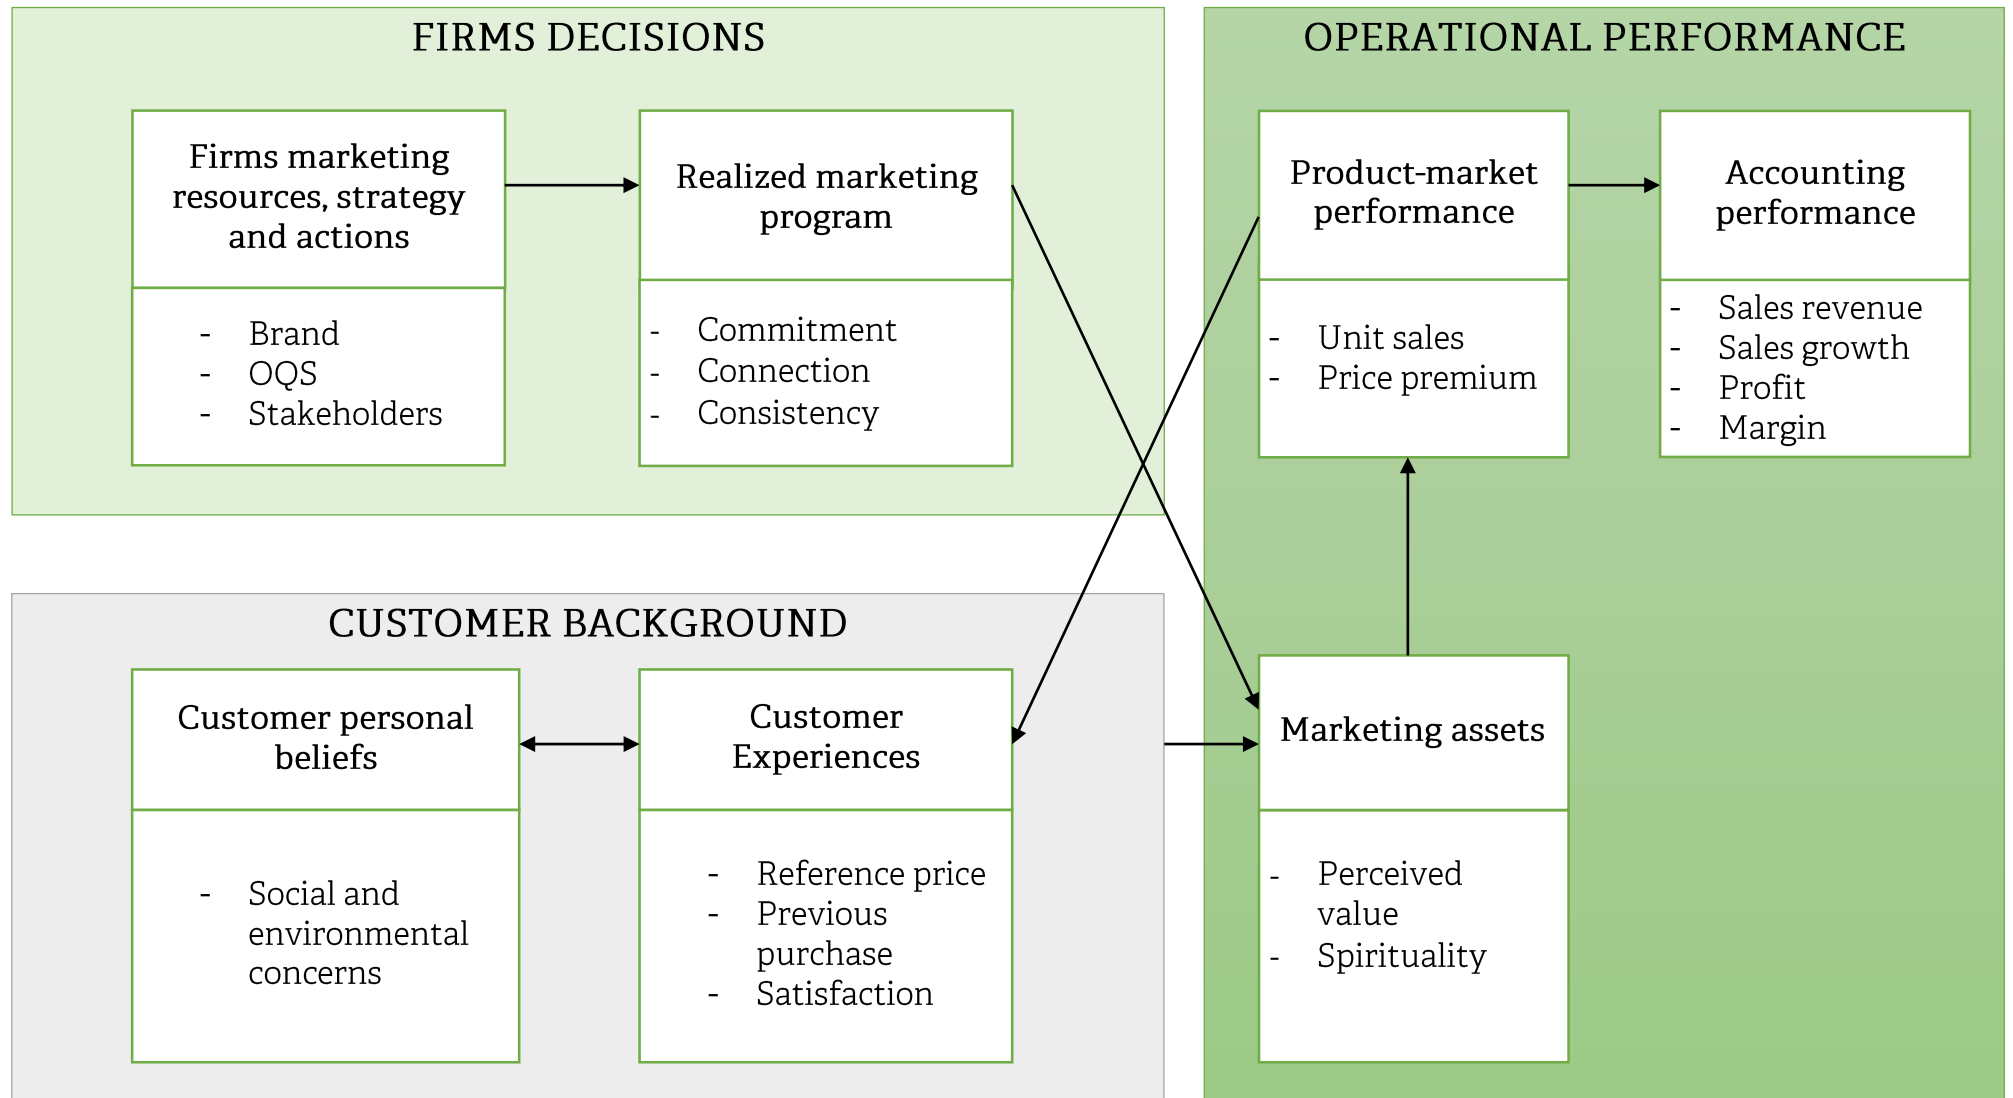 FIRMS DECISIONS
Firms marketing
resources, strategy
and actions
- Brand
- OQS
- Stakeholders
Realized marketing
program
- Commitment
- Connection
- Consistency
OPERATIONAL PERFORMANCE
Product-market
performance
- Unit sales
- Price premium
Accounting
performance
- Sales revenue
- Sales growth
- Profit
- Margin
CUSTOMER BACKGROUND
Customer personal
beliefs
- Social and
environmental
concerns
Customer
Experiences
- Reference price
- Previous
purchase
- Satisfaction
Marketing assets
- Perceived
value
- Spirituality